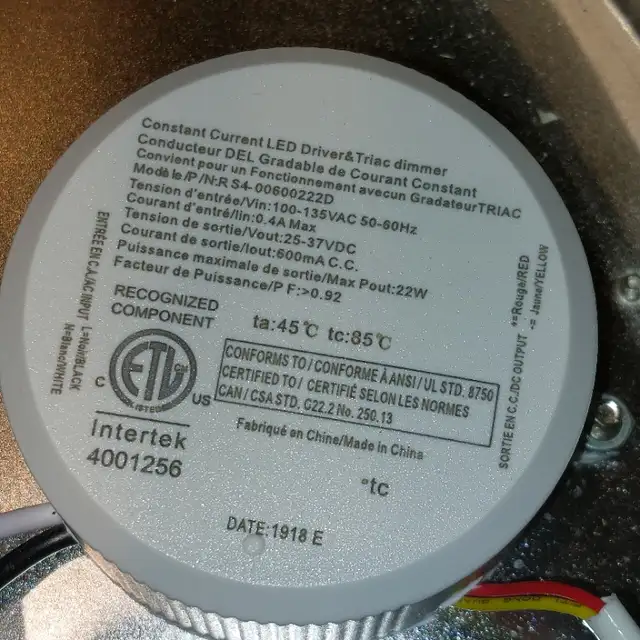 Constant Current LED Driver&Triac dimmer
Conducteur DEL Gradable de Courant Constant
Convient pour un Fonctionnement avecun GradateurTRIAC
Modèle/P/N:R S4-00600222D
Tension d'entrée/Vin:100-135VAC 50-60Hz
Courant d'entré/Iin:0.4A Max
Tension de sortie/Vout:25-37VDC
Courant de sortie/Iout:600mA C.C.
Puissance maximale de sortie/Max Pout:22W
Facteur de Puissance/P F:>0.92
ENTRÉE EN C.A./AC INPUT
L=Noir/BLACK
N=Blanc/WHITE
RECOGNIZED
COMPONENT
ta:45℃ tc:85℃
C ETL US
INTERTEK
Intertek
4001256
CONFORMS TO / CONFORME À ANSI / UL STD. 8750
CERTIFIED TO / CERTIFIÉ SELON LES NORMES
CAN / CSA STD. C22.2 No. 250.13
Fabriqué en Chine/Made in China
SORTIE EN C.C./DC OUTPUT
+=Rouge/RED
-=Jaune/YELLOW
°tc
DATE:1918 E